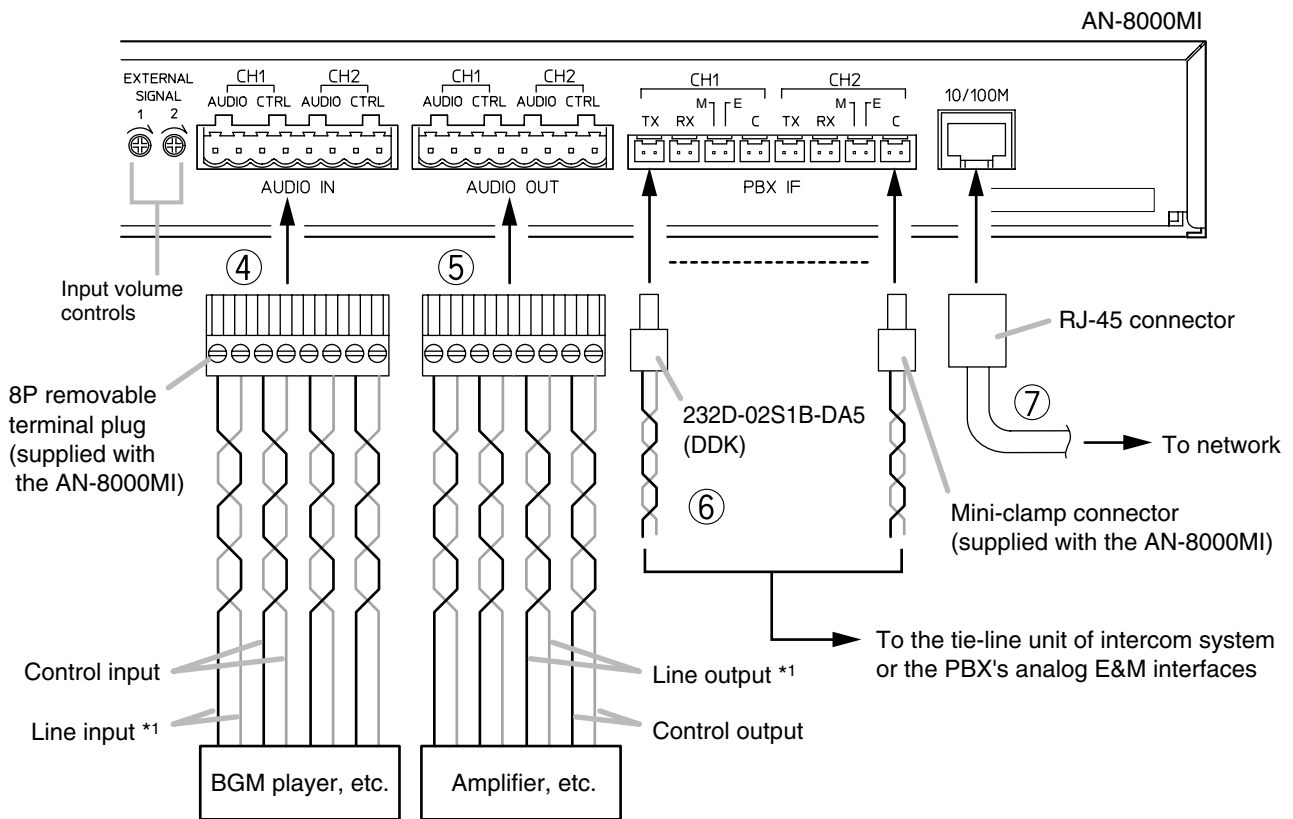 AN-8000MI
EXTERNAL
SIGNAL
1 2
CH1 CH2
AUDIO CTRL AUDIO CTRL
AUDIO IN
CH1 CH2
AUDIO CTRL AUDIO CTRL
AUDIO OUT
CH1 CH2
TX RX M E C TX RX M E C
PBX IF
10/100M
Input volume
controls
④
⑤
8P removable
terminal plug
(supplied with
the AN-8000MI)
232D-02S1B-DA5
(DDK)
⑥
RJ-45 connector
⑦
To network
Mini-clamp connector
(supplied with the AN-8000MI)
To the tie-line unit of intercom system
or the PBX's analog E&M interfaces
Control input
Line input *1
Line output *1
Control output
BGM player, etc.
Amplifier, etc.